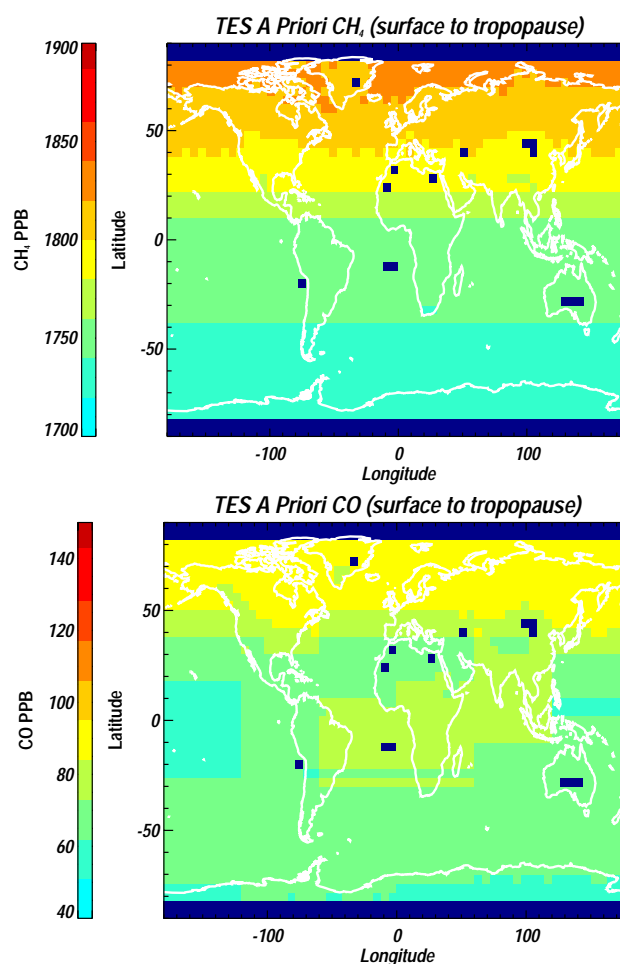 TES A Priori CH₄ (surface to tropopause)
1900
1850
1800
1750
1700
CH₄ PPB
Latitude
50
0
-50
-100
0
100
Longitude
TES A Priori CO (surface to tropopause)
140
120
100
80
60
40
CO PPB
Latitude
50
0
-50
-100
0
100
Longitude